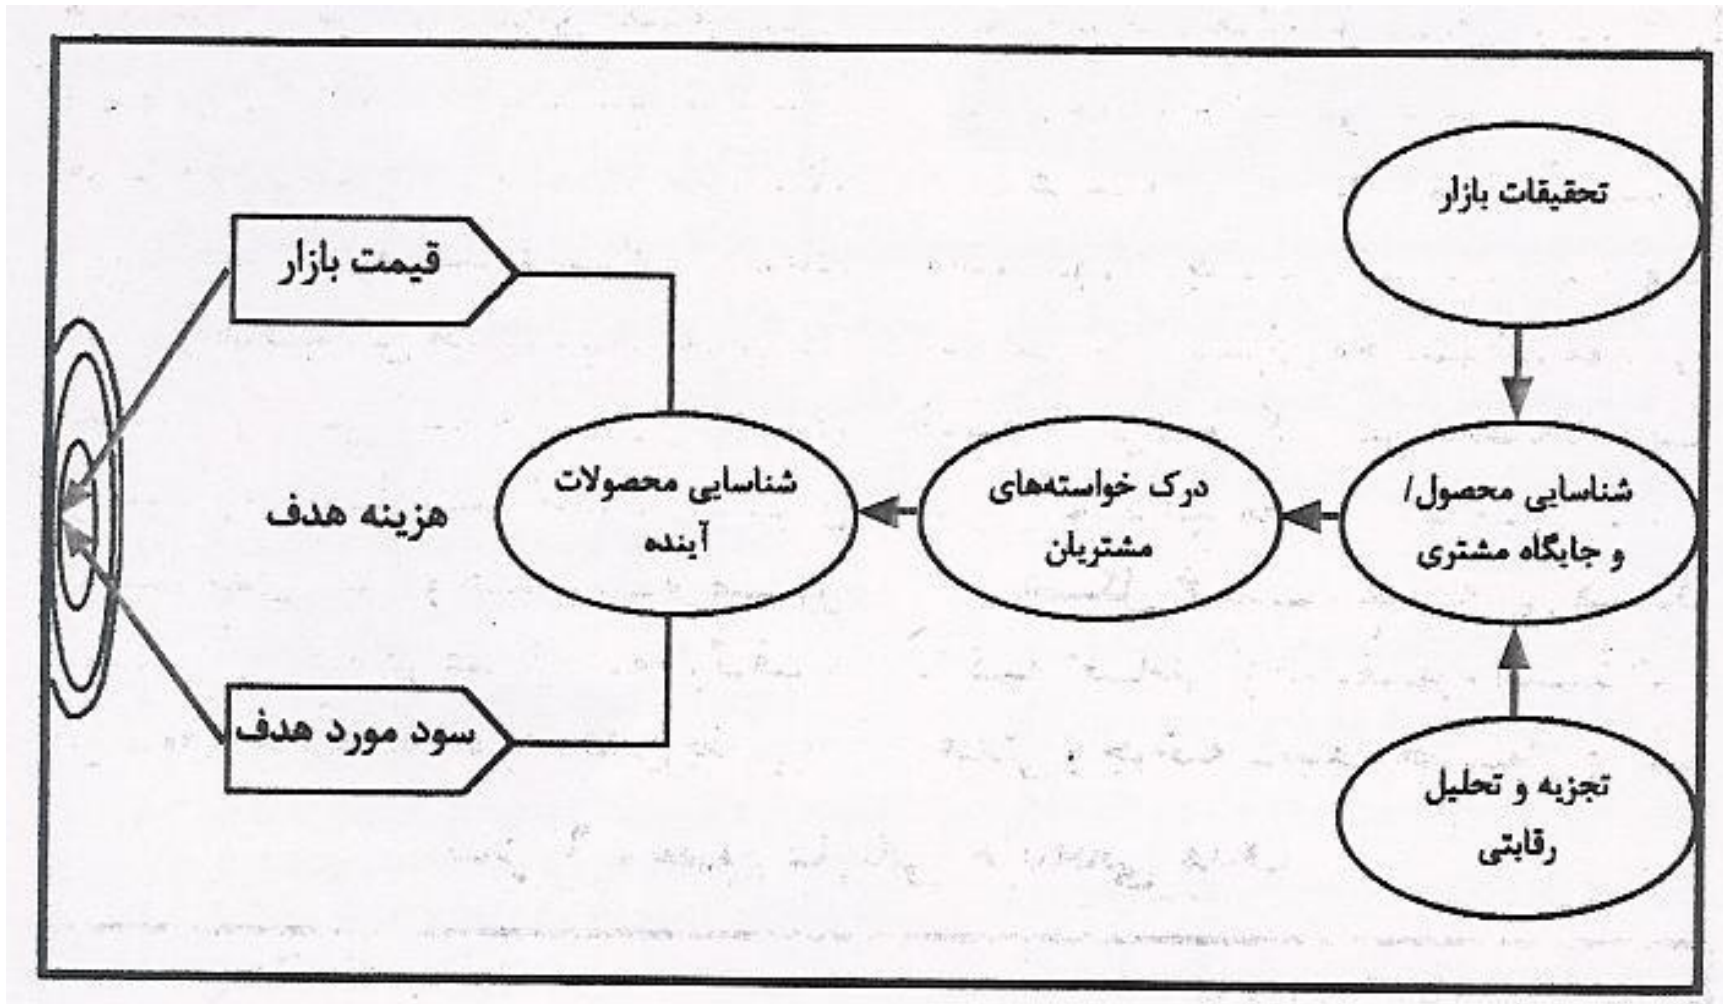 تحقیقات بازار
شناسایی محصول/
و جایگاه مشتری
تجزیه و تحلیل
رقابتی
درک خواسته‌های
مشتریان
شناسایی محصولات
آینده
قیمت بازار
هزینه هدف
سود مورد هدف